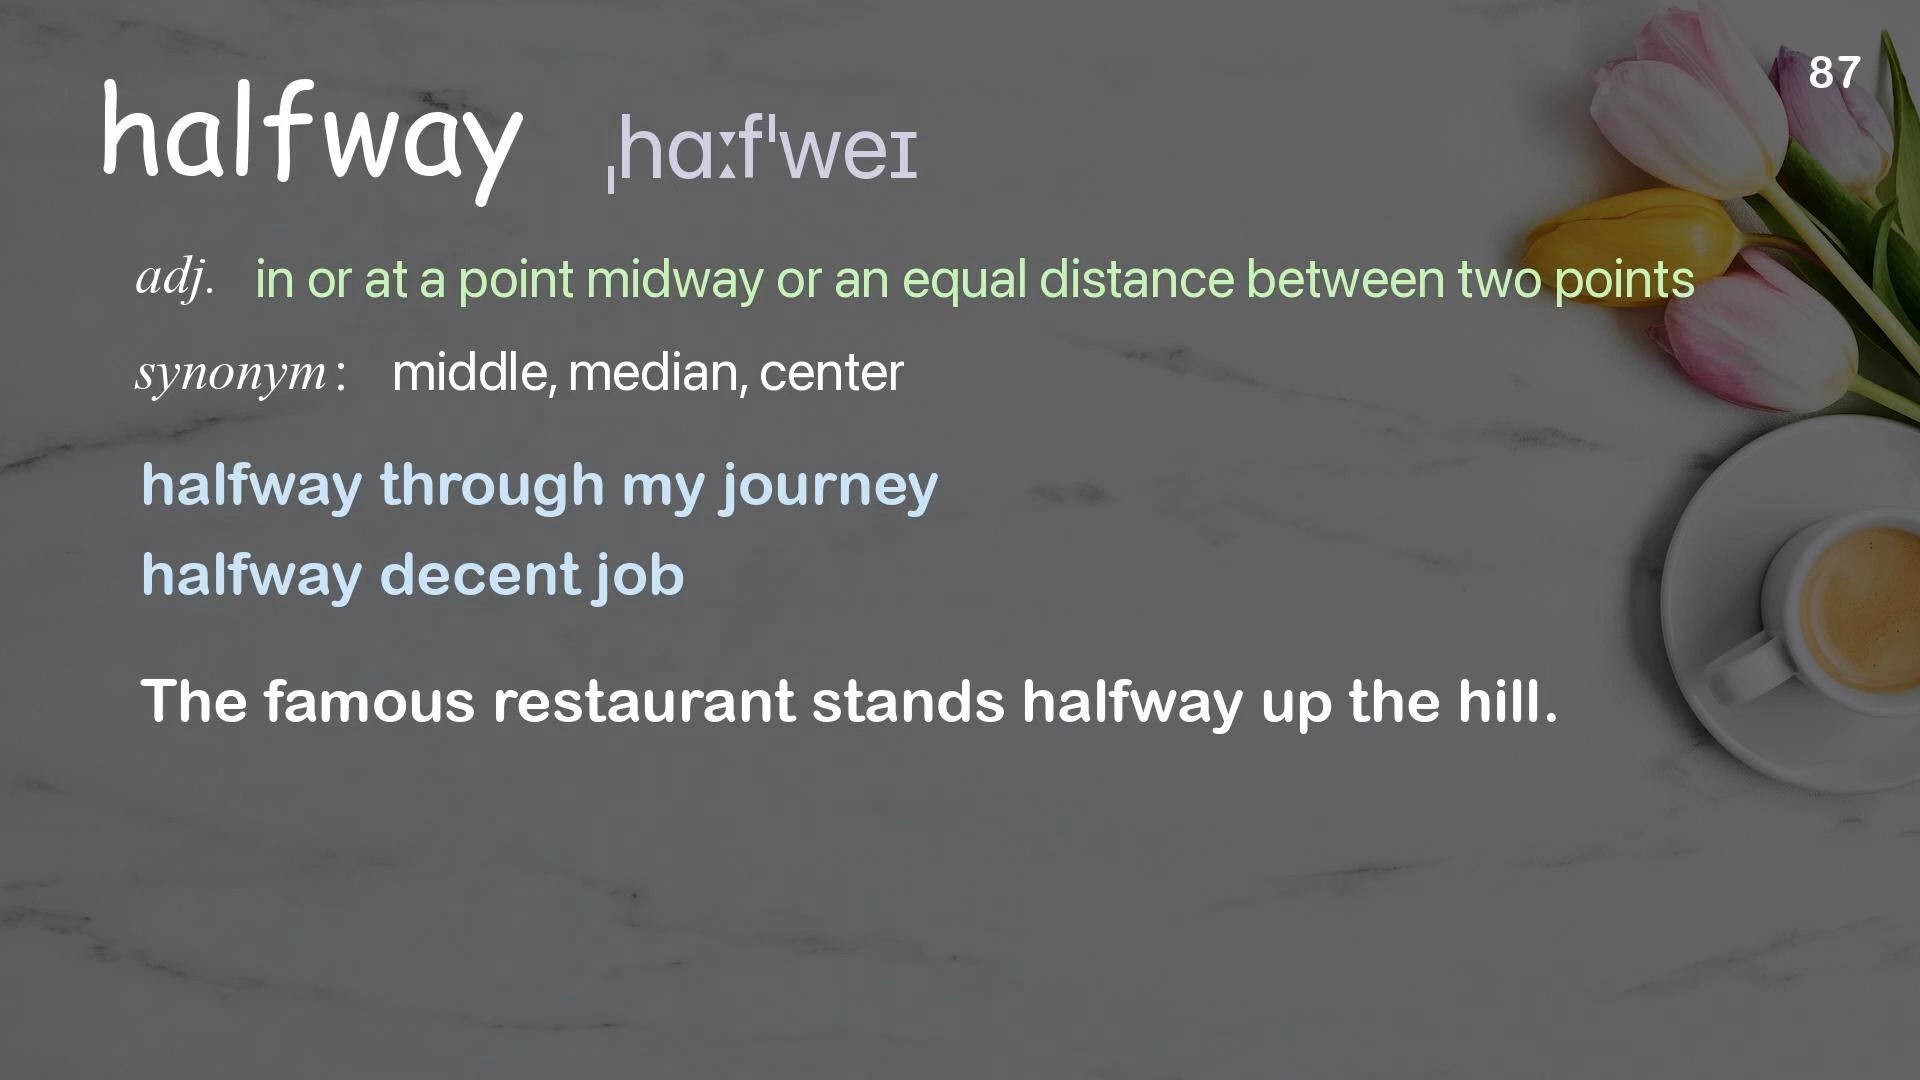 87
halfway ˌhɑːfˈweɪ
adj. in or at a point midway or an equal distance between two points
synonym: middle, median, center
halfway through my journey
halfway decent job
The famous restaurant stands halfway up the hill.